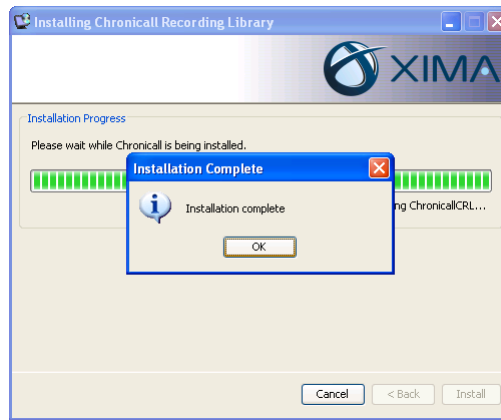 Installing Chronicall Recording Library
XIMA
Installation Progress
Please wait while Chronicall is being installed.
Installation Complete
Installation complete
ChronicallCRL...
OK
Cancel
< Back
Install